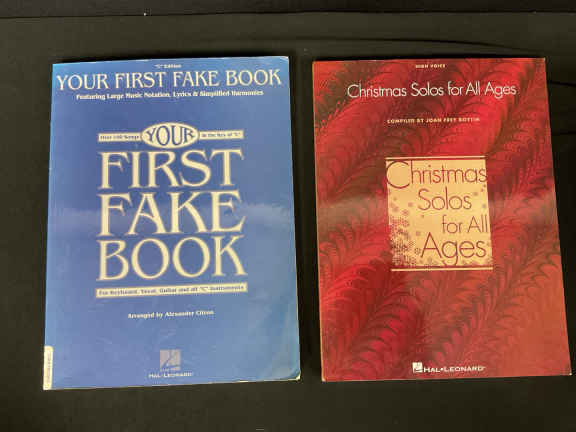 "C" Edition
YOUR FIRST FAKE BOOK
Featuring Large Music Notation, Lyrics & Simplified Harmonies
Over 100 Songs YOUR in the Key of "C"
FIRST
FAKE
BOOK
For Keyboard, Vocal, Guitar and all "C" Instruments
Arranged by Alexander Citron
HAL•LEONARD
HIGH VOICE
Christmas Solos for All Ages
COMPILED BY JOAN FREY BOYTIM
Christmas
Solos
for All
Ages
HAL•LEONARD